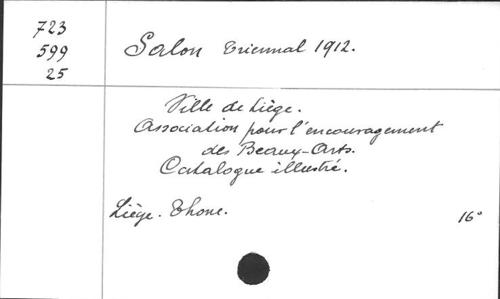 723
599
25
Salon Triennal 1912.
Ville de Liège.
Association pour l'encouragement
des Beaux-Arts.
Catalogue illustré.
Liège. Thone.
16°